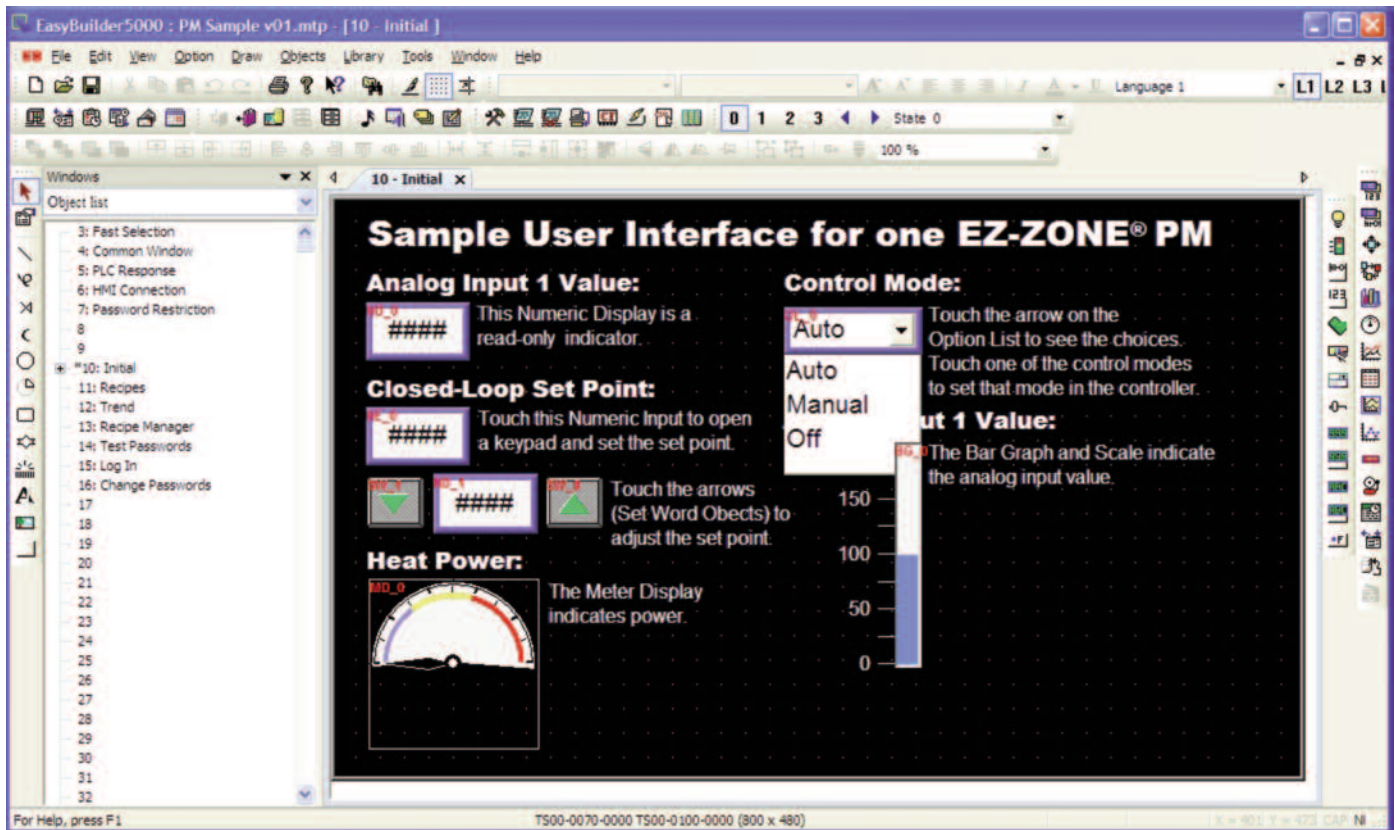 EasyBuilder5000 : PM Sample v01.mtp - [10 - Initial ]
File Edit View Option Draw Objects Library Tools Window Help
Language 1 L1 L2 L3
0 1 2 3 State 0
100 %
Windows
Object list
3: Fast Selection
4: Common Window
5: PLC Response
6: HMI Connection
7: Password Restriction
8
9
*10: Initial
11: Recipes
12: Trend
13: Recipe Manager
14: Test Passwords
15: Log In
16: Change Passwords
17
18
19
20
21
22
23
24
25
26
27
28
29
30
31
32
10 - Initial
Sample User Interface for one EZ-ZONE® PM
Analog Input 1 Value:
####
This Numeric Display is a
read-only indicator.
Closed-Loop Set Point:
####
Touch this Numeric Input to open
a keypad and set the set point.
####
Touch the arrows
(Set Word Obects) to
adjust the set point.
Heat Power:
MD_0
The Meter Display
indicates power.
Control Mode:
Auto
Auto
Manual
Off
Touch the arrow on the
Option List to see the choices.
Touch one of the control modes
to set that mode in the controller.
ut 1 Value:
BG_0
The Bar Graph and Scale indicate
the analog input value.
150
100
50
0
For Help, press F1
TS00-0070-0000 TS00-0100-0000 (800 x 480)
X = 401 Y = 473 CAP